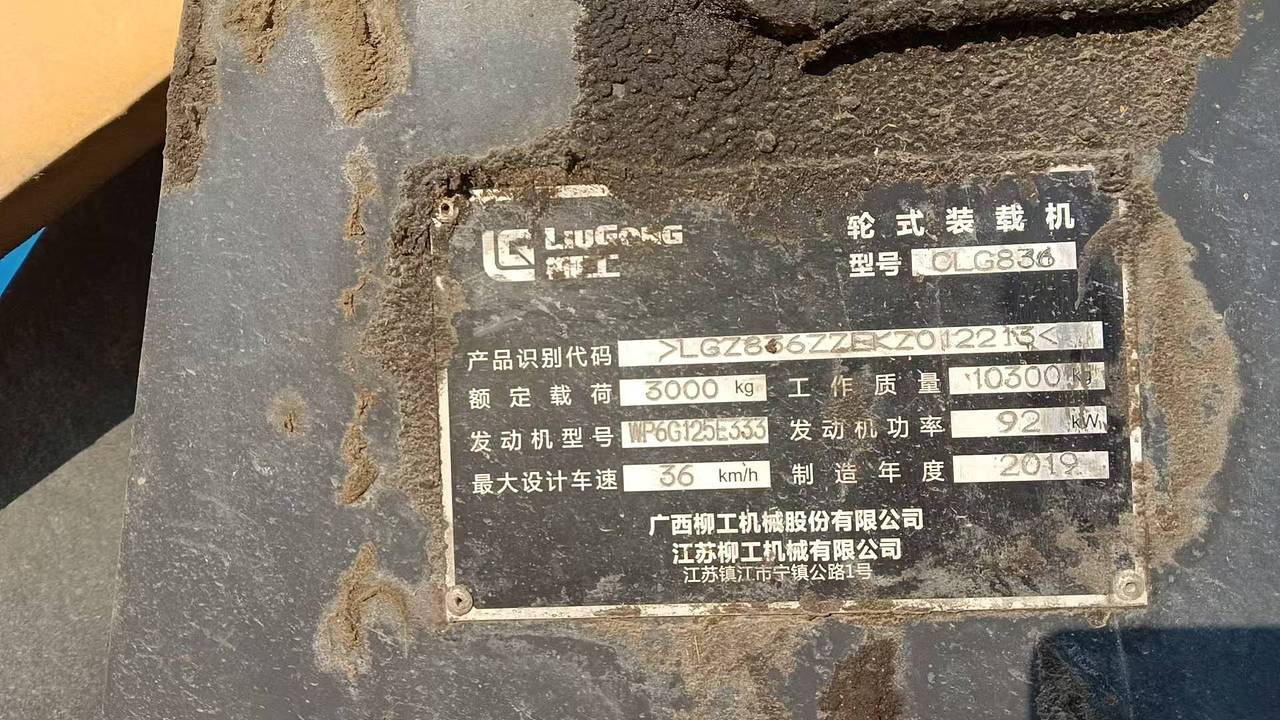 LIUGONG
柳工
轮式装载机
型号 CLG836
产品识别代码 >LGZ836ZZEKZ012213<
额定载荷 3000 kg 工作质量 10300 kg
发动机型号 WP6G125E333 发动机功率 92 kW
最大设计车速 36 km/h 制造年度 2019
广西柳工机械股份有限公司
江苏柳工机械有限公司
江苏镇江市宁镇公路1号